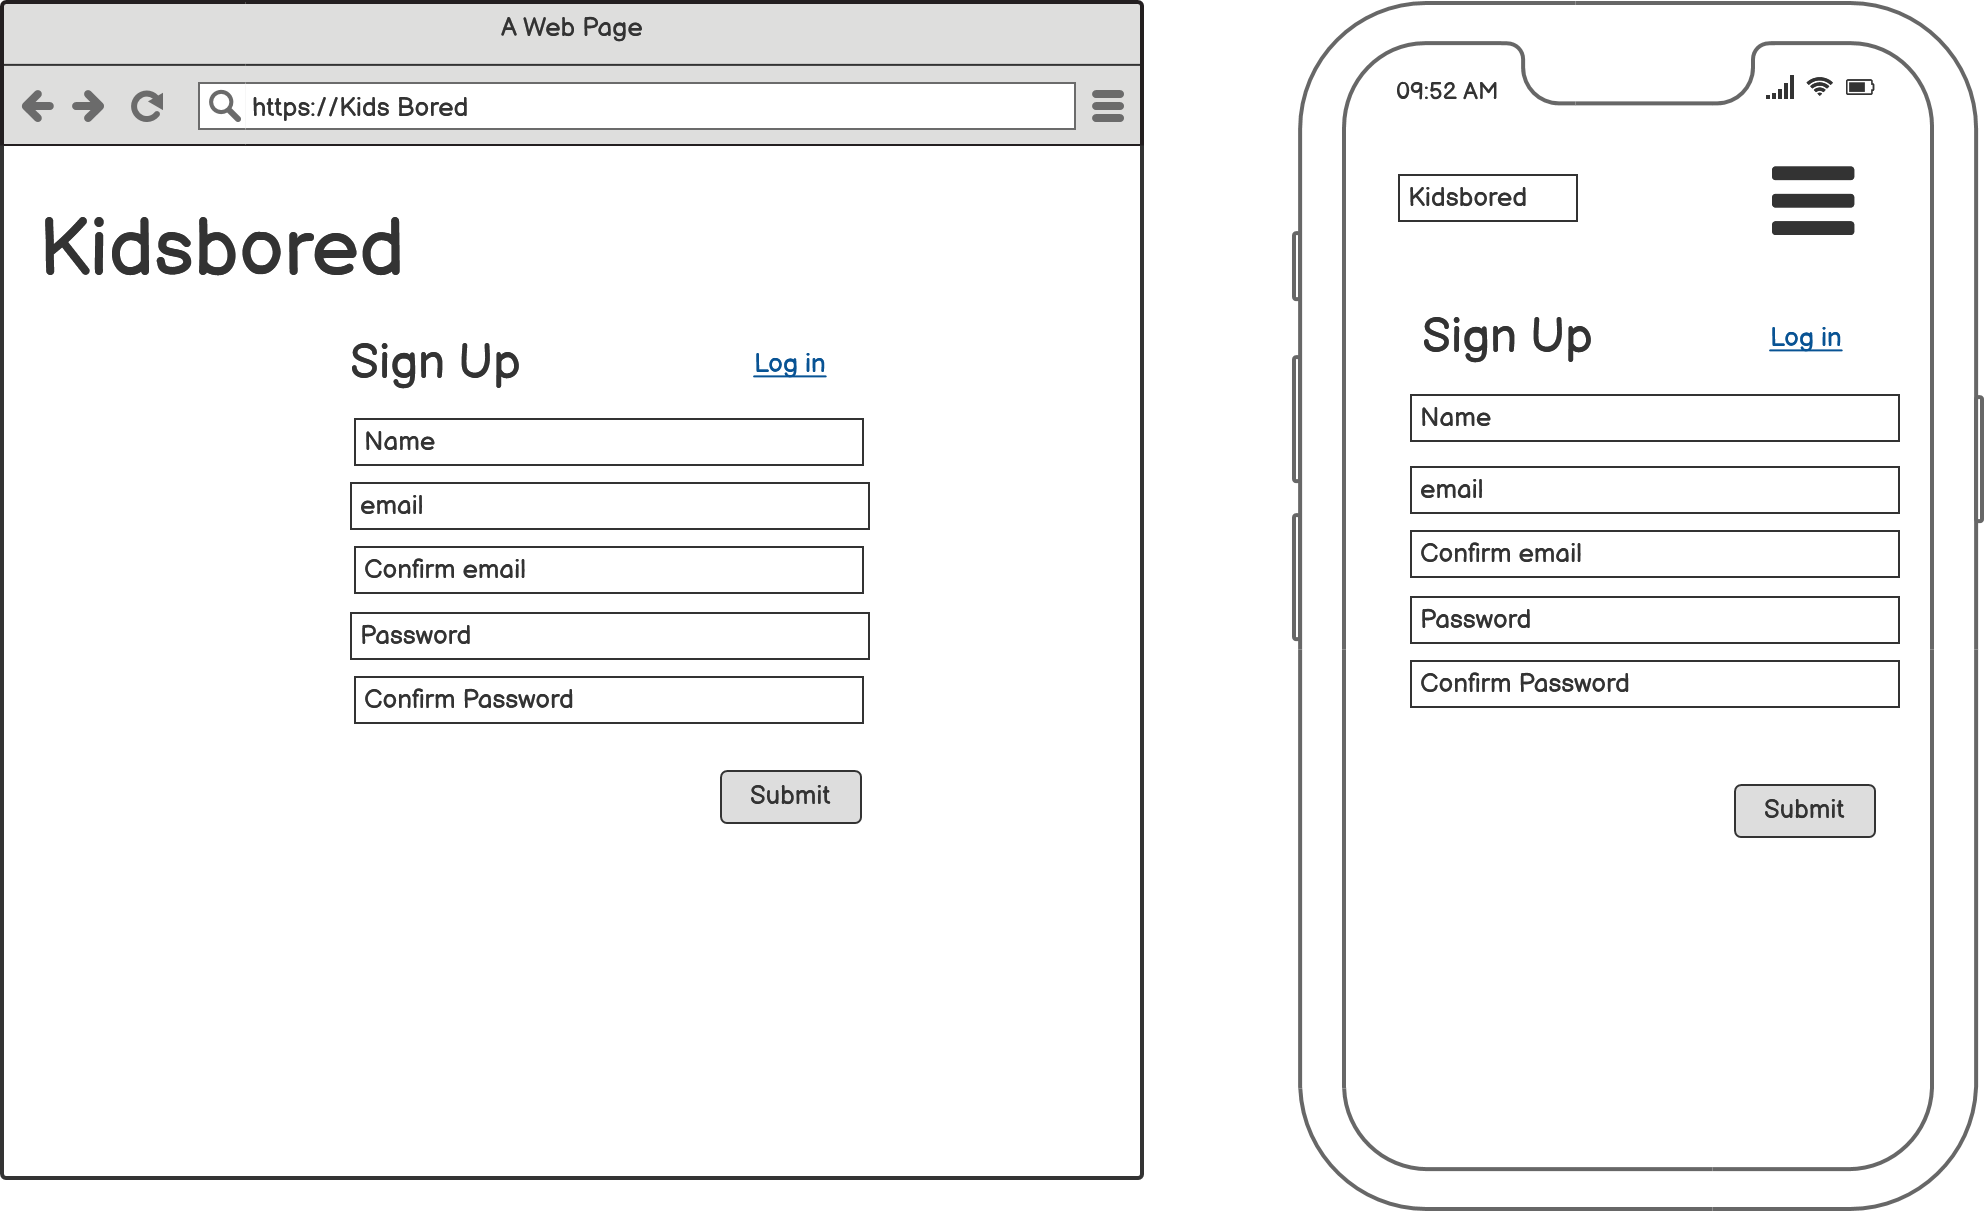 A Web Page
https://Kids Bored
Kidsbored
Sign Up
Log in
Name
email
Confirm email
Password
Confirm Password
Submit
09:52 AM
Kidsbored
Sign Up
Log in
Name
email
Confirm email
Password
Confirm Password
Submit